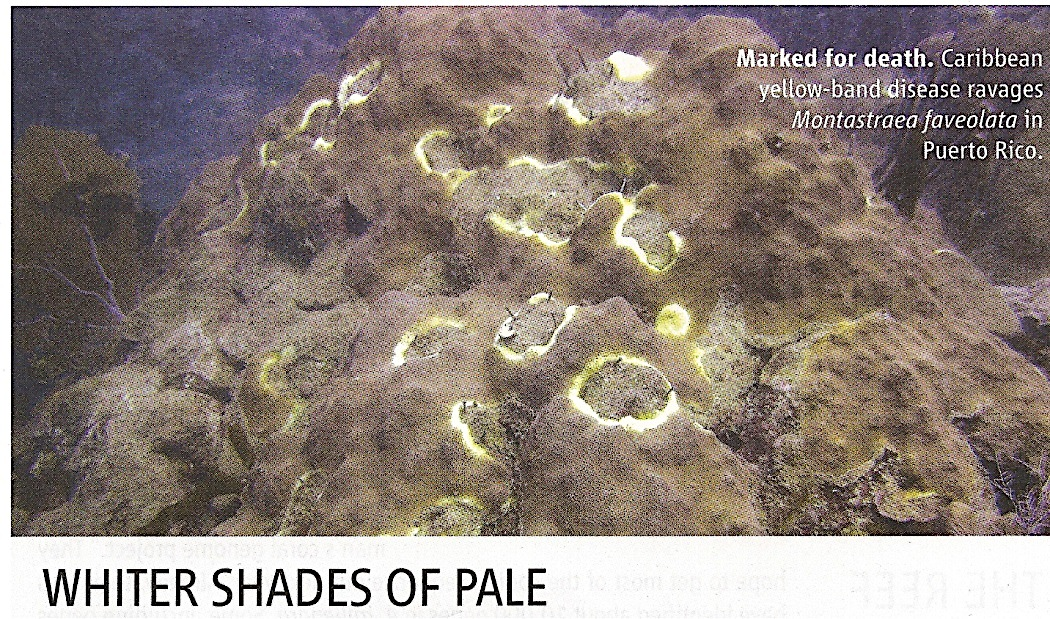 Marked for death. Caribbean
yellow-band disease ravages
Montastraea faveolata in
Puerto Rico.
WHITER SHADES OF PALE